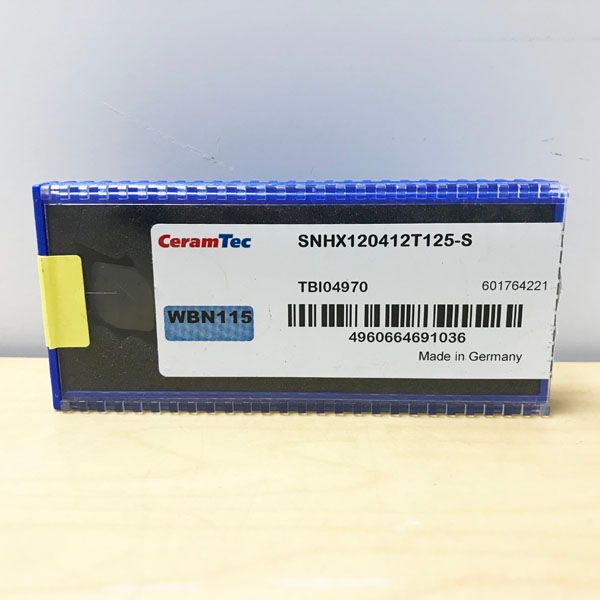 CeramTec
SNHX120412T125-S
TBI04970
601764221
WBN115
4960664691036
Made in Germany